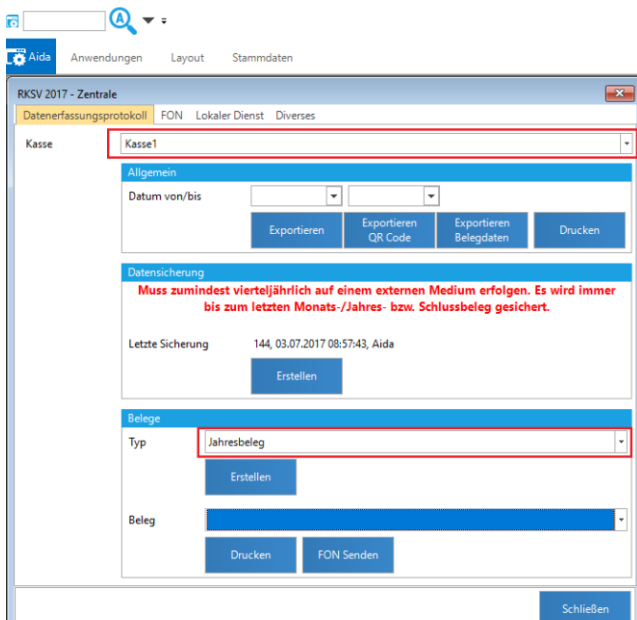 A
Aida Anwendungen Layout Stammdaten
RKSV 2017 - Zentrale
Datenerfassungsprotokoll FON Lokaler Dienst Diverses
Kasse Kasse1
Allgemein
Datum von/bis
Exportieren Exportieren QR Code Exportieren Belegdaten Drucken
Datensicherung
Muss zumindest vierteljährlich auf einem externen Medium erfolgen. Es wird immer
bis zum letzten Monats-/Jahres- bzw. Schlussbeleg gesichert.
Letzte Sicherung 144, 03.07.2017 08:57:43, Aida
Erstellen
Belege
Typ Jahresbeleg
Erstellen
Beleg
Drucken FON Senden
Schließen